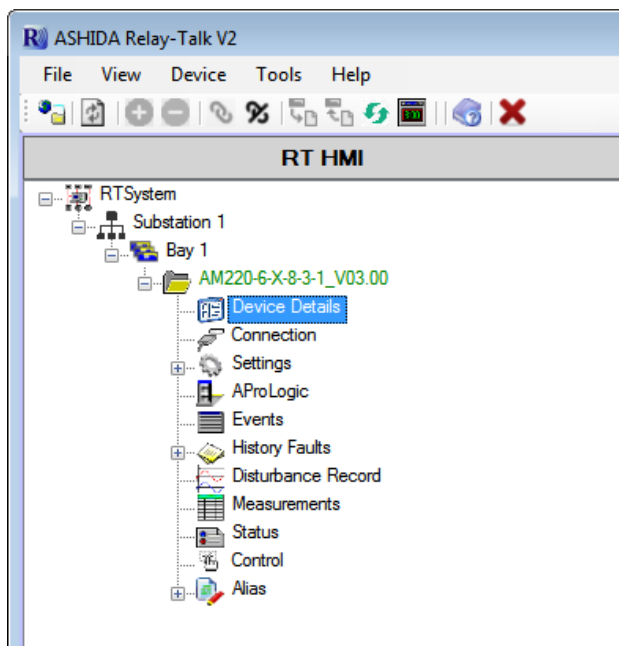 ASHIDA Relay-Talk V2
File View Device Tools Help
RT HMI
RTSystem
Substation 1
Bay 1
AM220-6-X-8-3-1_V03.00
Device Details
Connection
Settings
AProLogic
Events
History Faults
Disturbance Record
Measurements
Status
Control
Alias